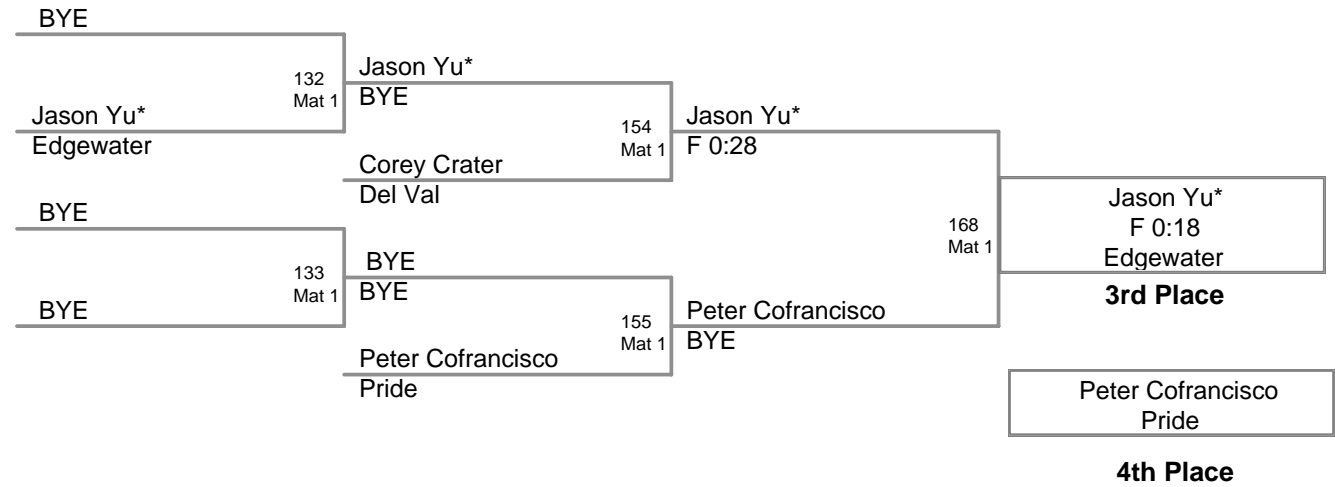 BYE
132
Mat 1
Jason Yu*
Edgewater
Jason Yu*
BYE
154
Mat 1
Corey Crater
Del Val
Jason Yu*
F 0:28
BYE
133
Mat 1
BYE
BYE
BYE
155
Mat 1
Peter Cofrancisco
Pride
Peter Cofrancisco
BYE
168
Mat 1
Jason Yu*
F 0:18
Edgewater
3rd Place
Peter Cofrancisco
Pride
4th Place